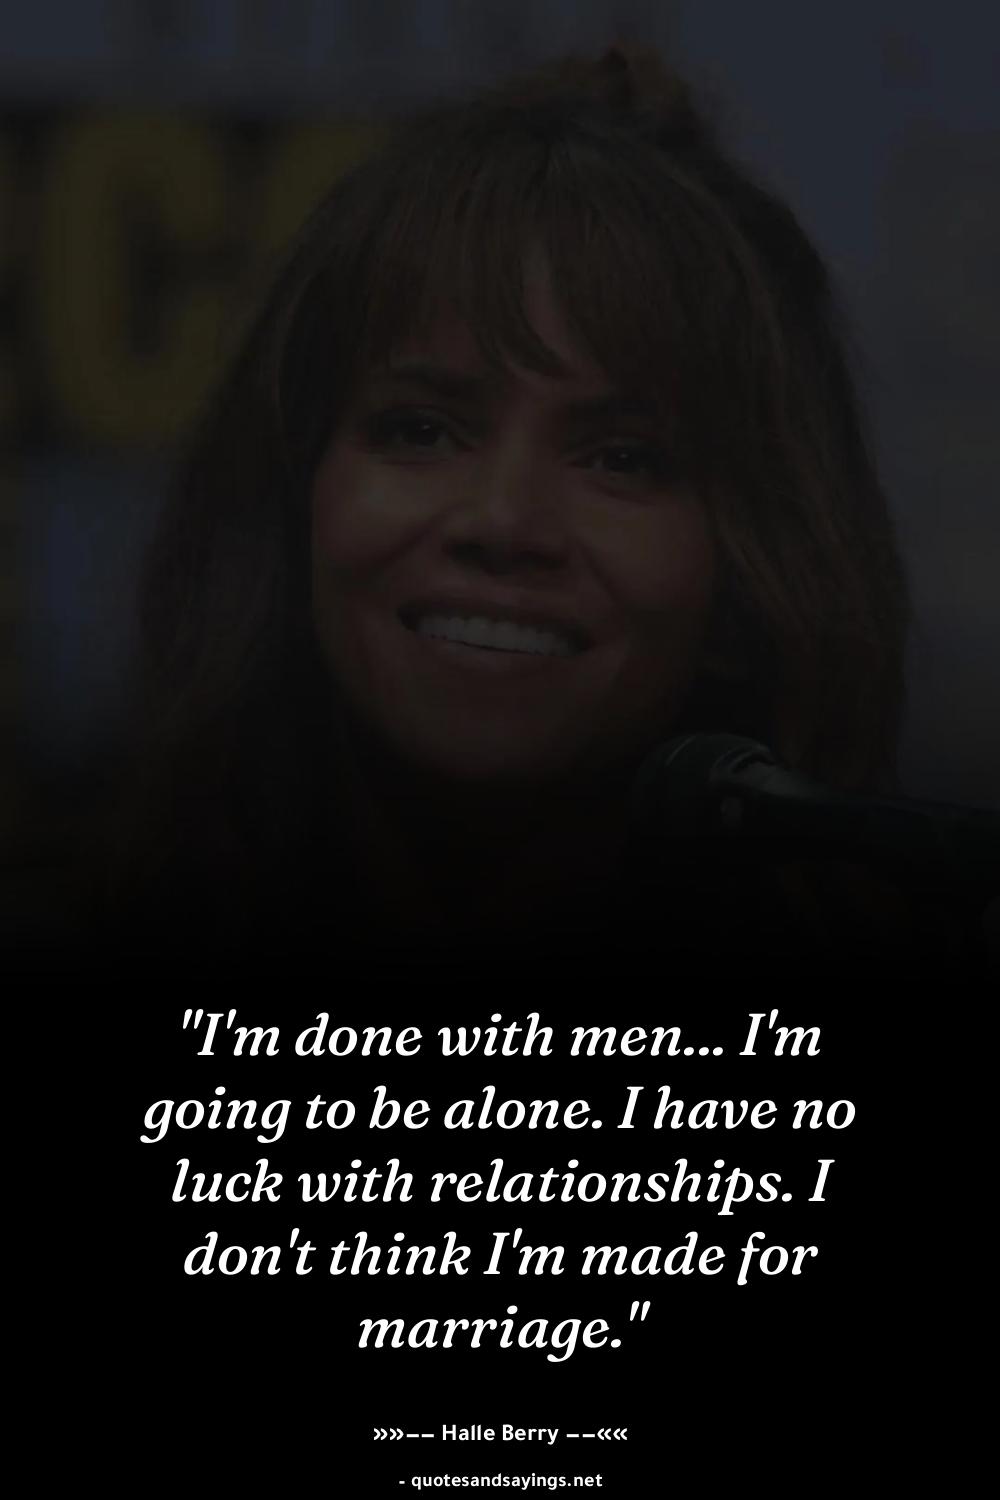 "I'm done with men... I'm
going to be alone. I have no
luck with relationships. I
don't think I'm made for
marriage."
»»–– Halle Berry ––««
- quotesandsayings.net